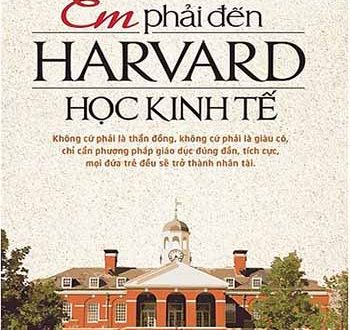 Em phải đến
HARVARD
HỌC KINH TẾ
Không cứ phải là thần đồng, không cứ phải là giàu có,
chỉ cần phương pháp giáo dục đúng đắn, tích cực,
mọi đứa trẻ đều sẽ trở thành nhân tài.